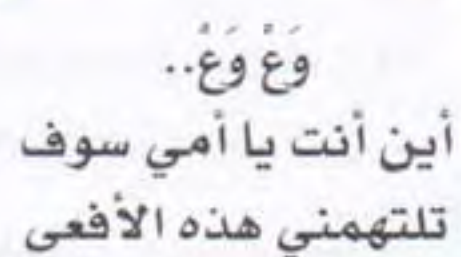 وَعْ وَعْ..
أين أنت يا أمي سوف
تلتهمني هذه الأفعى